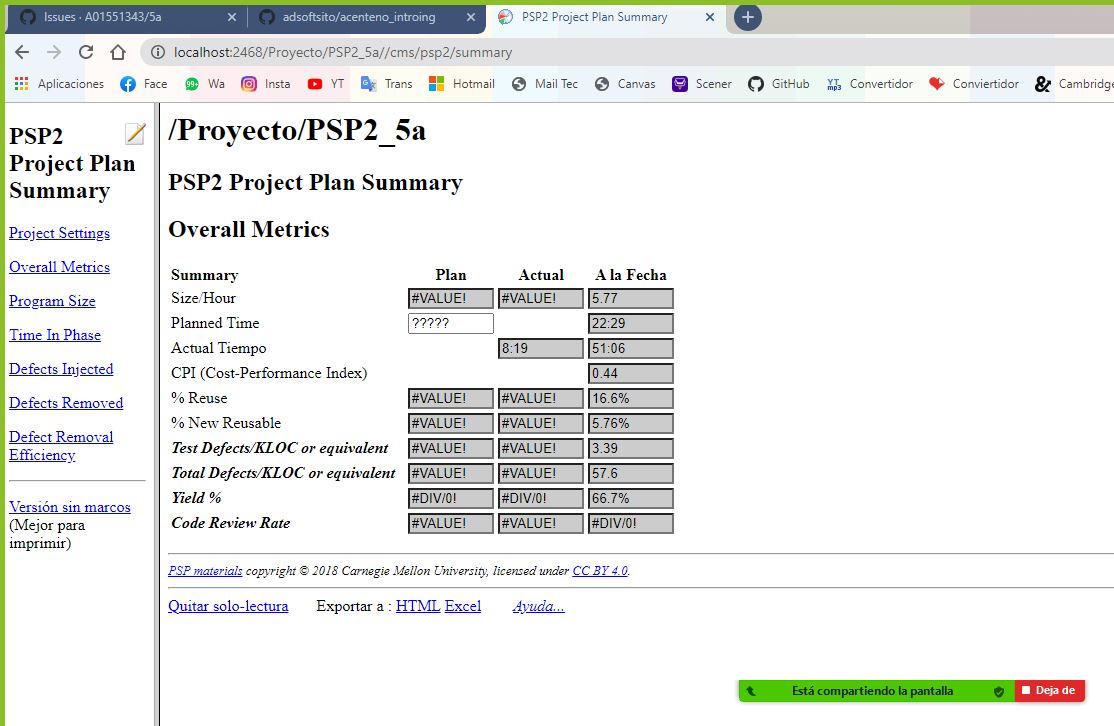 Issues · A01551343/5a
adsoftsito/acenteno_introing
PSP2 Project Plan Summary
localhost:2468/Proyecto/PSP2_5a//cms/psp2/summary
Aplicaciones Face 99+ Wa Insta YT Trans Hotmail Mail Tec Canvas Scener GitHub YT mp3 Convertidor Conviertidor Cambridge
PSP2
Project Plan
Summary
Project Settings
Overall Metrics
Program Size
Time In Phase
Defects Injected
Defects Removed
Defect Removal
Efficiency
Versión sin marcos
(Mejor para
imprimir)
/Proyecto/PSP2_5a
PSP2 Project Plan Summary
Overall Metrics
Summary Plan Actual A la Fecha
Size/Hour #VALUE! #VALUE! 5.77
Planned Time ????? 22:29
Actual Tiempo 8:19 51:06
CPI (Cost-Performance Index) 0.44
% Reuse #VALUE! #VALUE! 16.6%
% New Reusable #VALUE! #VALUE! 5.76%
Test Defects/KLOC or equivalent #VALUE! #VALUE! 3.39
Total Defects/KLOC or equivalent #VALUE! #VALUE! 57.6
Yield % #DIV/0! #DIV/0! 66.7%
Code Review Rate #VALUE! #VALUE! #DIV/0!
PSP materials copyright © 2018 Carnegie Mellon University, licensed under CC BY 4.0.
Quitar solo-lectura Exportar a : HTML Excel Ayuda...
Está compartiendo la pantalla Deja de